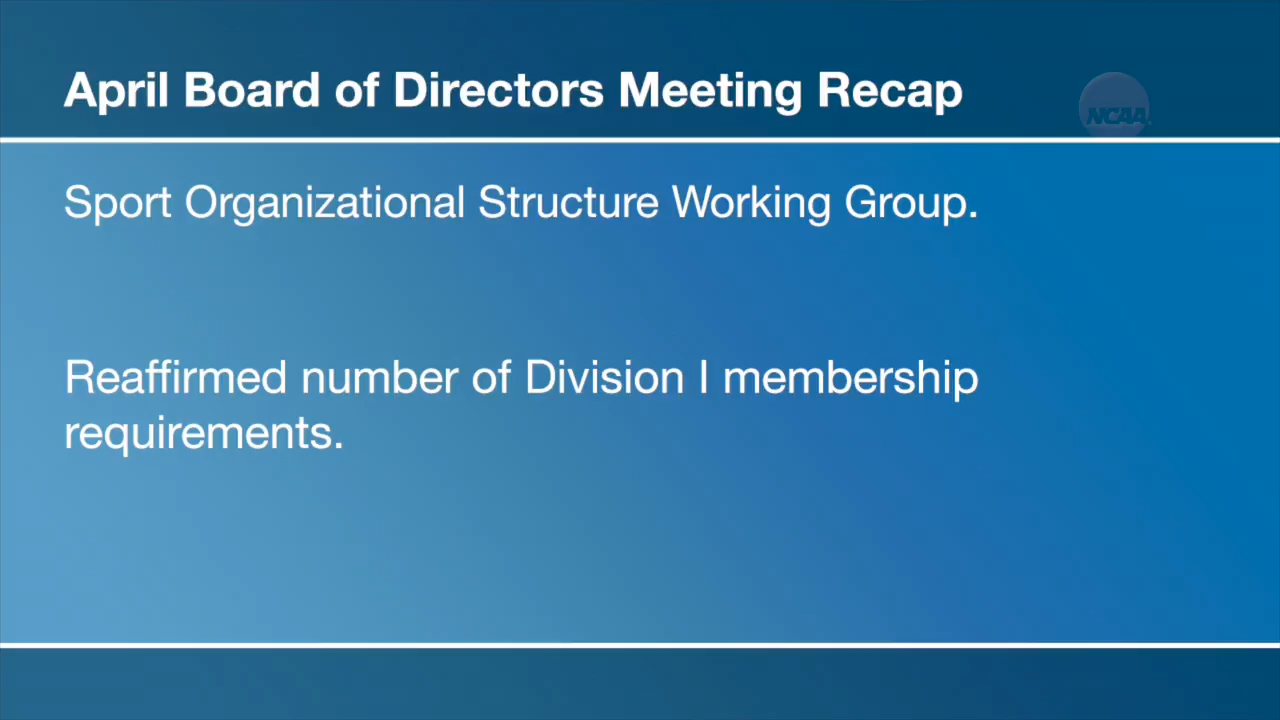 April Board of Directors Meeting Recap
NCAA
Sport Organizational Structure Working Group.
Reaffirmed number of Division I membership
requirements.